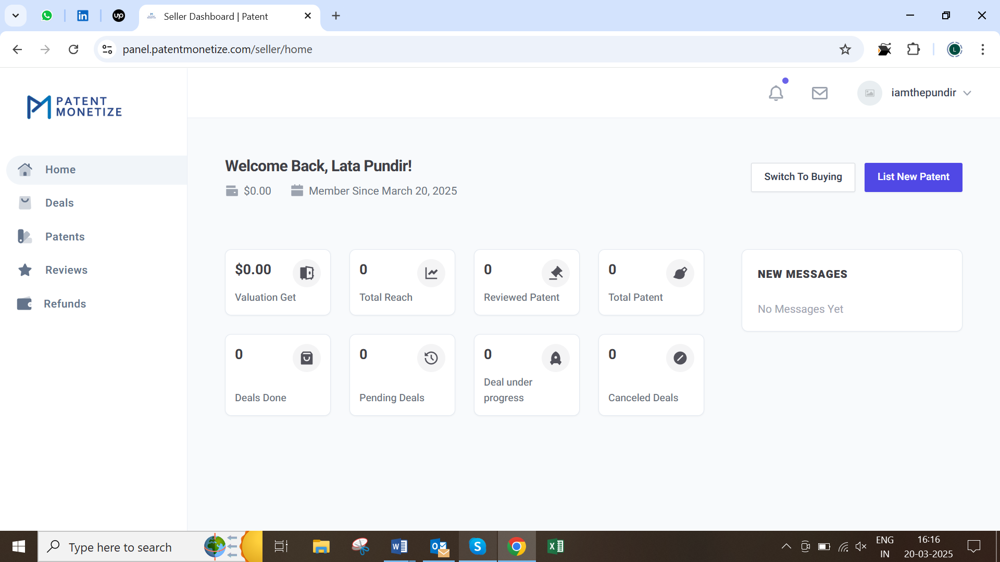 up
Seller Dashboard | Patent
panel.patentmonetize.com/seller/home
L
PATENT
MONETIZE
iamthepundir
Home
Deals
Patents
Reviews
Refunds
Welcome Back, Lata Pundir!
$0.00
Member Since March 20, 2025
Switch To Buying
List New Patent
$0.00
Valuation Get
0
Total Reach
0
Reviewed Patent
0
Total Patent
NEW MESSAGES
No Messages Yet
0
Deals Done
0
Pending Deals
0
Deal under
progress
0
Canceled Deals
Type here to search
ENG
IN
16:16
20-03-2025